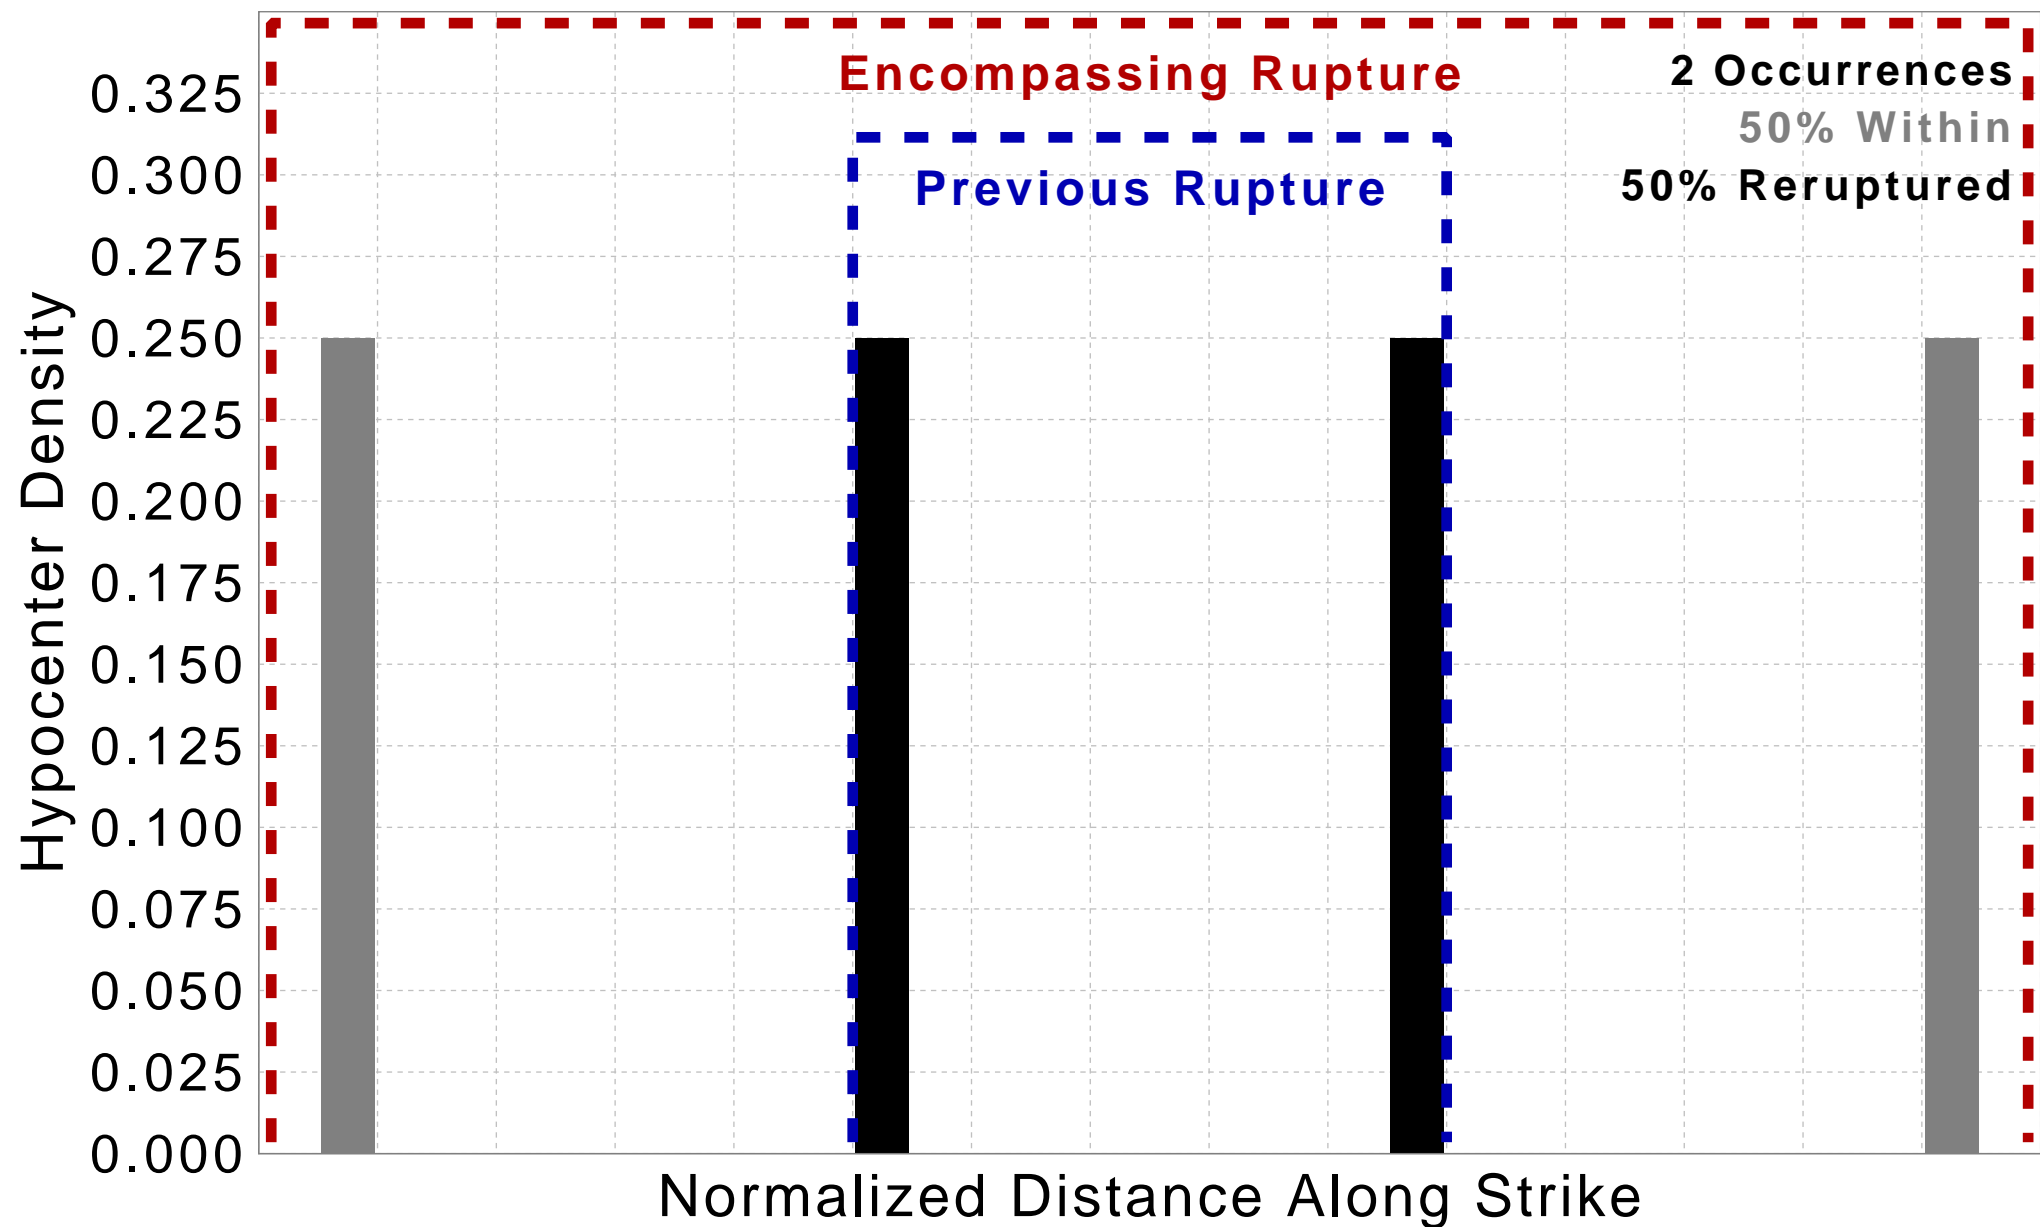 Encompassing Rupture
2 Occurrences
50% Within
Previous Rupture
50% Reruptured
0.325
0.300
0.275
0.250
0.225
0.200
0.175
0.150
0.125
0.100
0.075
0.050
0.025
0.000
Hypocenter Density
Normalized Distance Along Strike